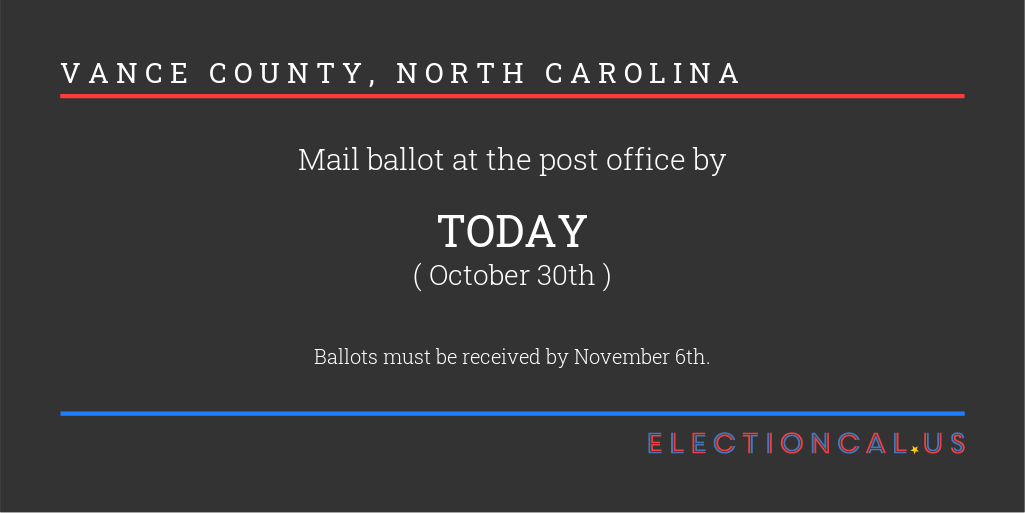 VANCE COUNTY, NORTH CAROLINA
Mail ballot at the post office by
TODAY
( October 30th )
Ballots must be received by November 6th.
ELECTIONCAL.US